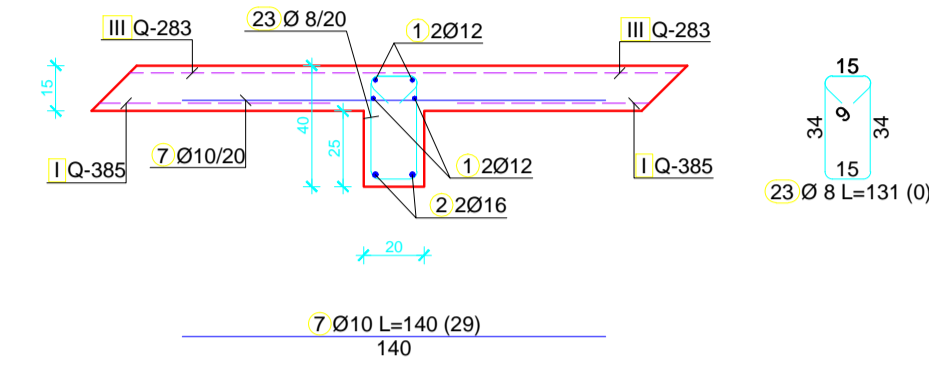 III Q-283
23 Ø 8/20
1 2Ø12
III Q-283
15
40
25
I Q-385
7 Ø10/20
1 2Ø12
I Q-385
2 2Ø16
20
15
34
9
34
15
23 Ø 8 L=131 (0)
7 Ø10 L=140 (29)
140